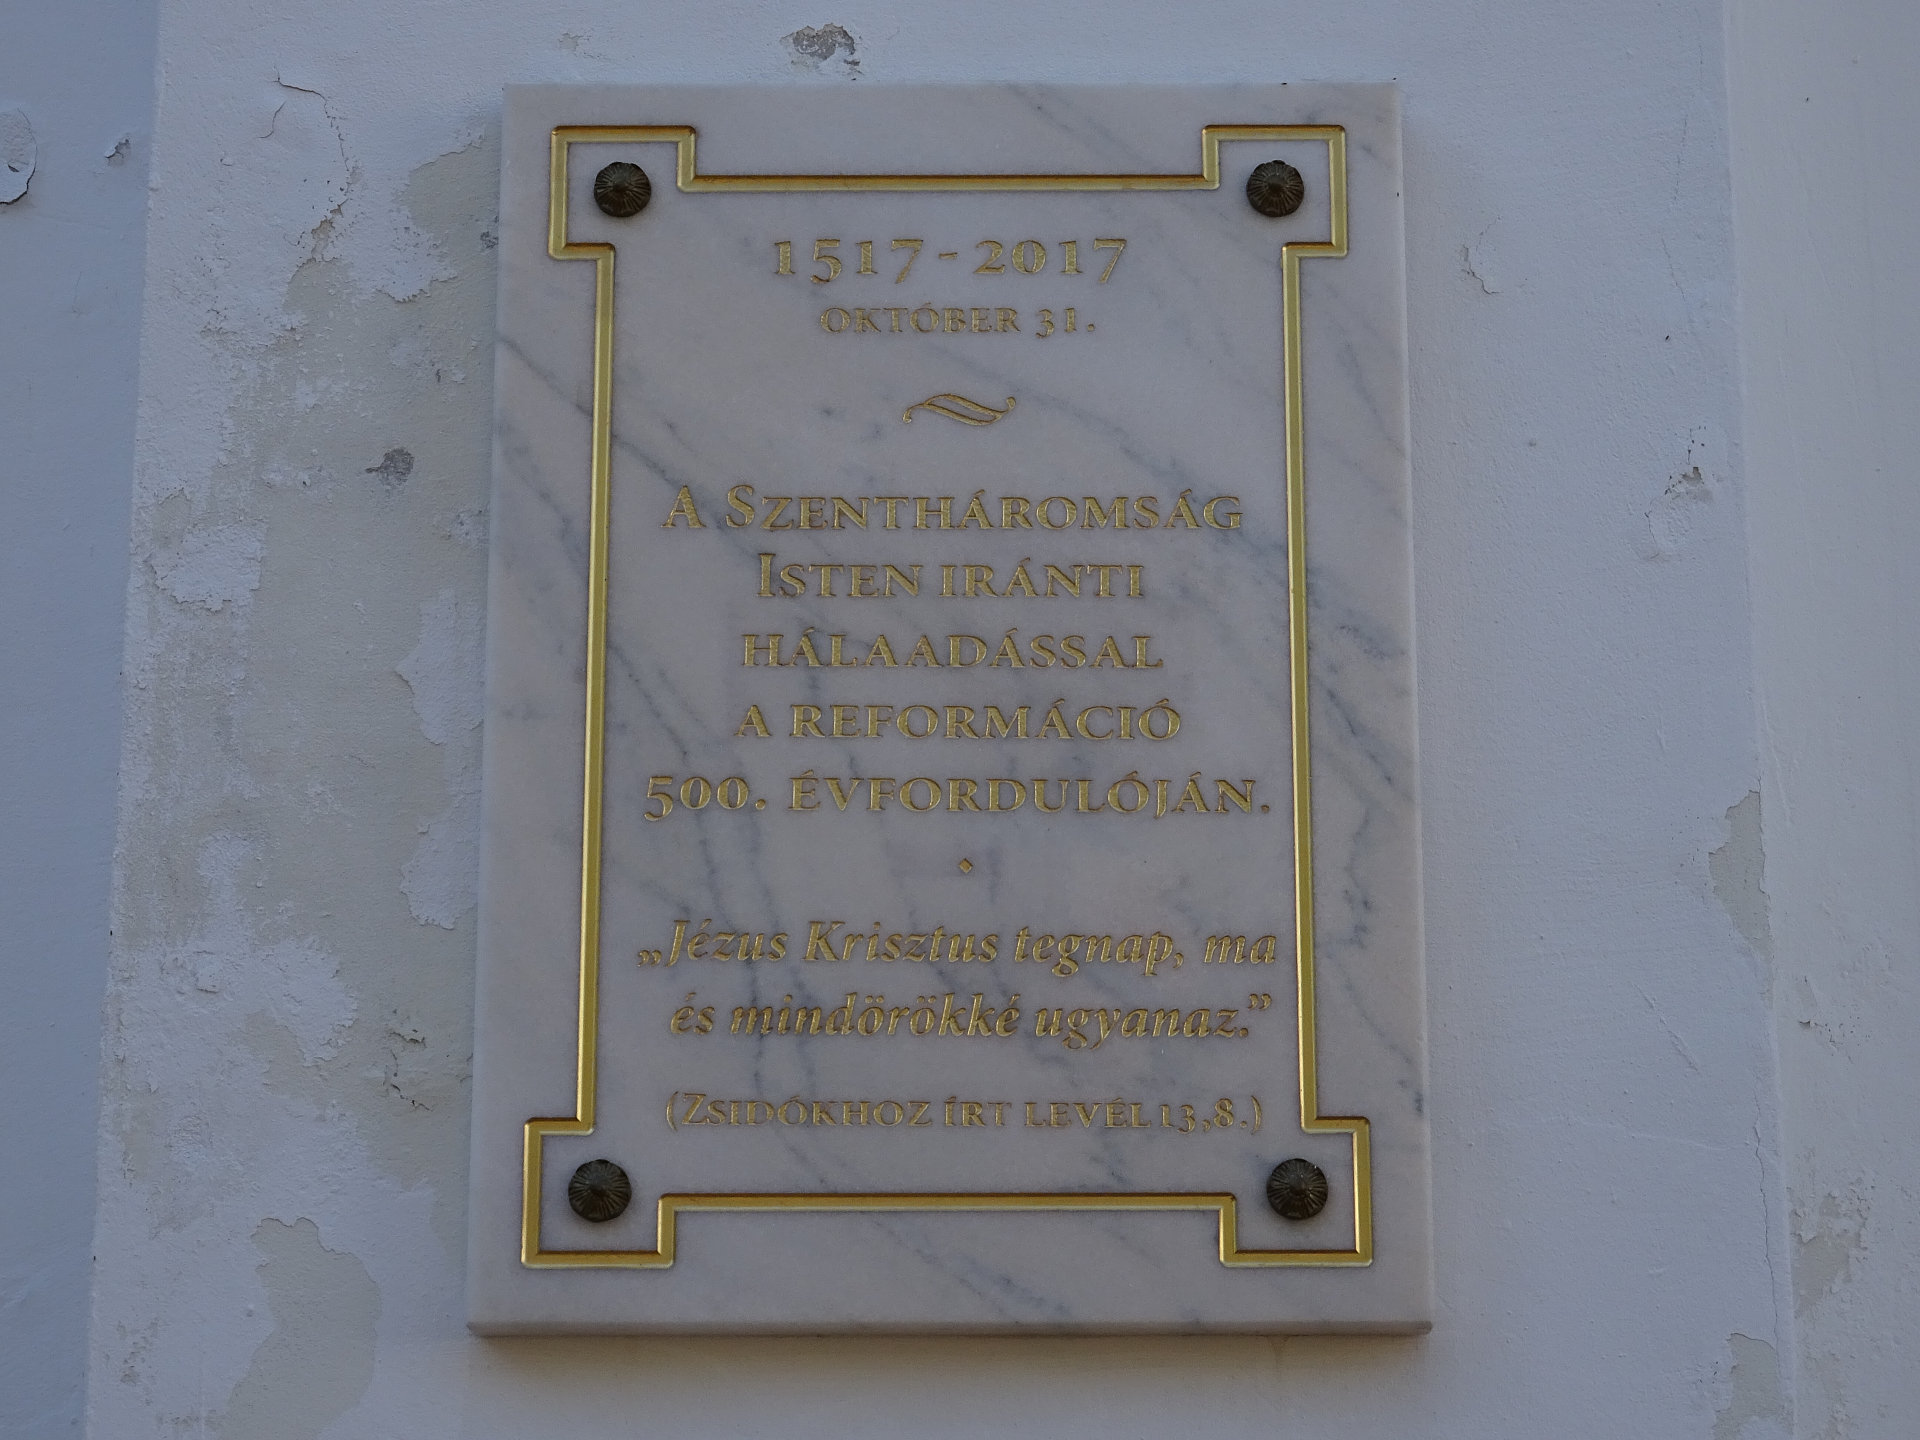 1517 - 2017
OKTÓBER 31.
A SZENTHÁROMSÁG
ISTEN IRÁNTI
HÁLAADÁSSAL
A REFORMÁCIÓ
500. ÉVFORDULÓJÁN.
„Jézus Krisztus tegnap, ma
és mindörökké ugyanaz.”
(ZSIDÓKHOZ ÍRT LEVÉL 13,8.)